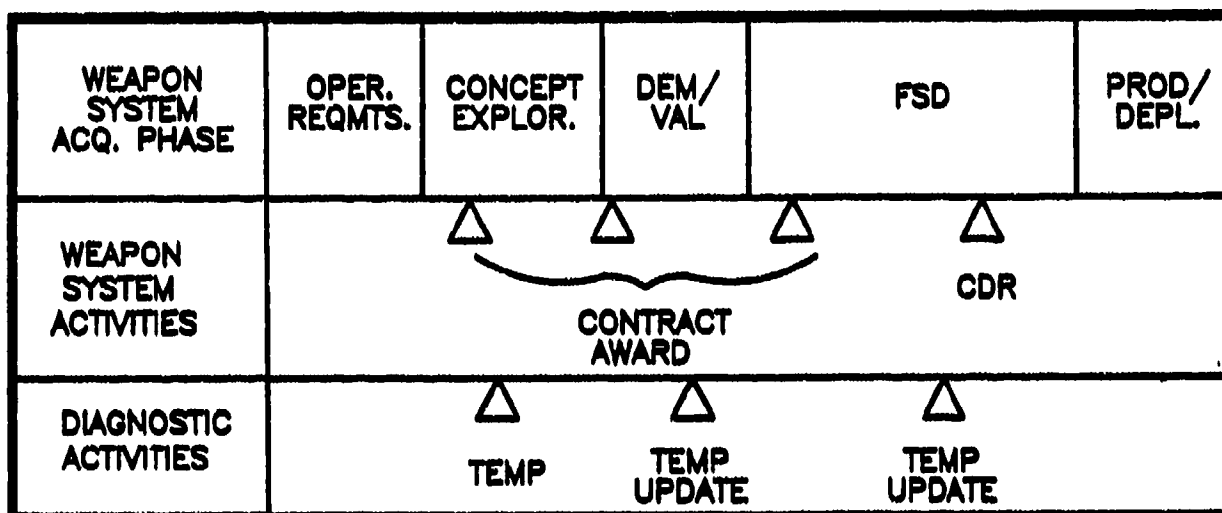 WEAPON
SYSTEM
ACQ. PHASE
OPER.
REQMTS.
CONCEPT
EXPLOR.
DEM/
VAL
FSD
PROD/
DEPL.
WEAPON
SYSTEM
ACTIVITIES
CONTRACT
AWARD
CDR
DIAGNOSTIC
ACTIVITIES
TEMP
TEMP
UPDATE
TEMP
UPDATE